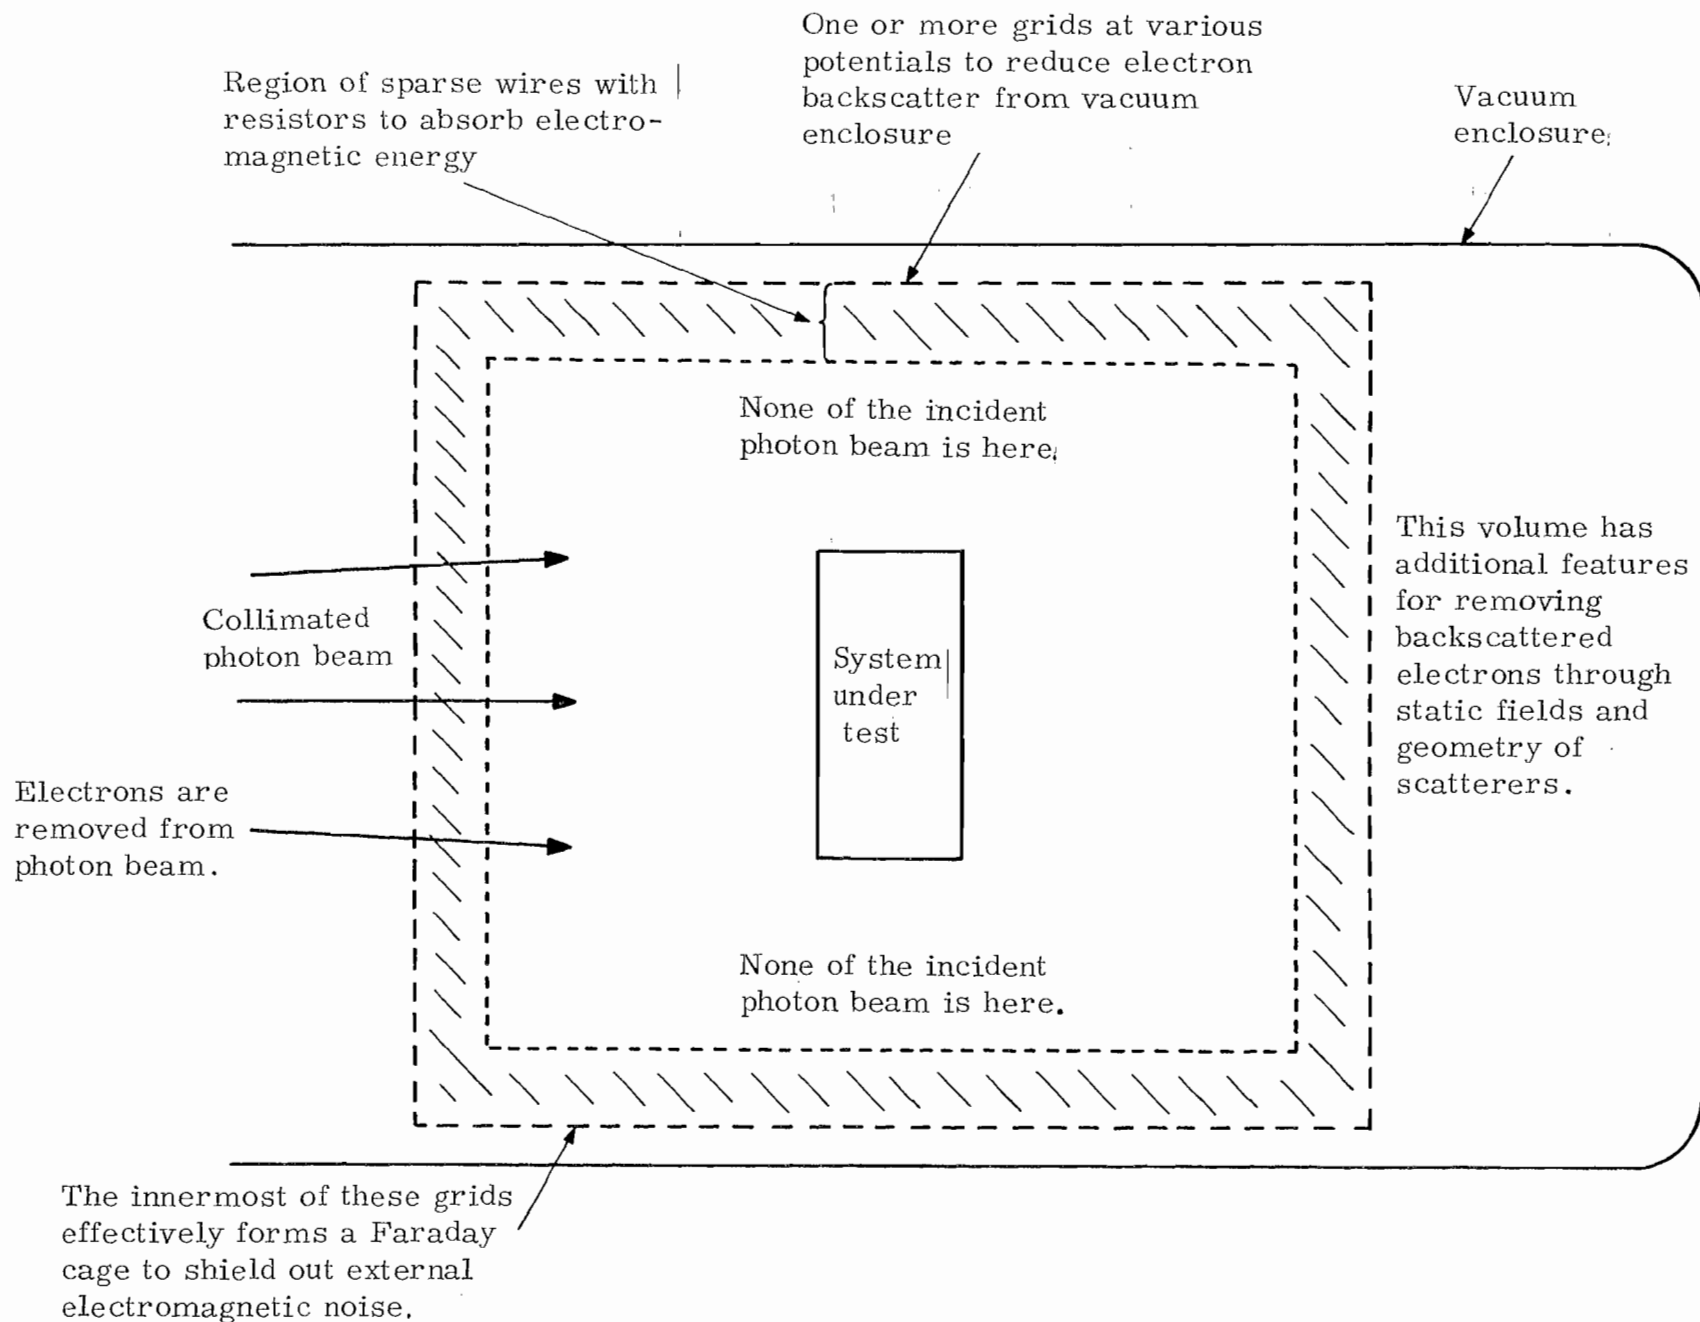 One or more grids at various
potentials to reduce electron
backscatter from vacuum
enclosure
Region of sparse wires with
resistors to absorb electro-
magnetic energy
Vacuum
enclosure
None of the incident
photon beam is here.
This volume has
additional features
for removing
backscattered
electrons through
static fields and
geometry of
scatterers.
Collimated
photon beam
System
under
test
Electrons are
removed from
photon beam.
None of the incident
photon beam is here.
The innermost of these grids
effectively forms a Faraday
cage to shield out external
electromagnetic noise.